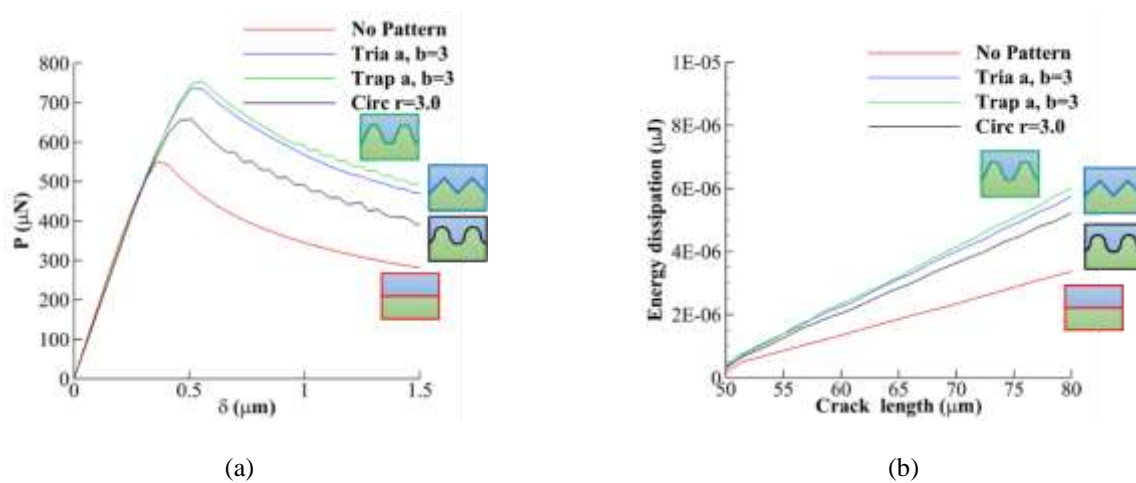 No Pattern
Tria a, b=3
Trap a, b=3
Circ r=3.0
800
700
600
500
400
300
200
100
0
P (μN)
0
0.5
1
1.5
δ (μm)
(a)
No Pattern
Tria a, b=3
Trap a, b=3
Circ r=3.0
1E-05
8E-06
6E-06
4E-06
2E-06
0
Energy dissipation (μJ)
50
55
60
65
70
75
80
Crack length (μm)
(b)